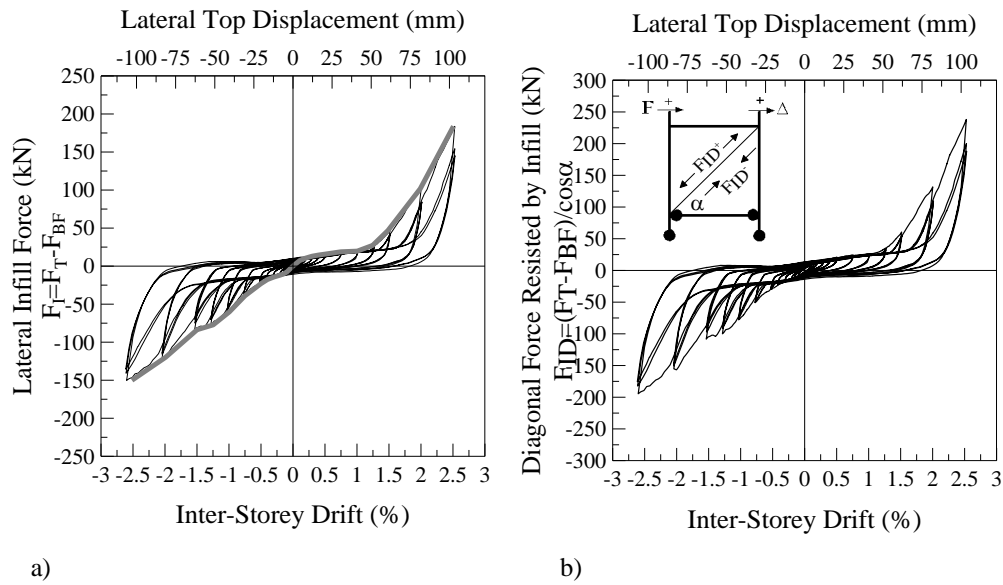 Lateral Top Displacement (mm)
-100 -75 -50 -25 0 25 50 75 100
250
200
150
100
50
0
-50
-100
-150
-200
-250
Lateral Infill Force (kN)
F_I=F_T-F_BF
-3 -2.5 -2 -1.5 -1 -0.5 0 0.5 1 1.5 2 2.5 3
Inter-Storey Drift (%)
a)
Lateral Top Displacement (mm)
-100 -75 -50 -25 0 25 50 75 100
300
250
200
150
100
50
0
-50
-100
-150
-200
-250
-300
Diagonal Force Resisted by Infill (kN)
F_ID=(F_T-F_BF)/cosα
F + + Δ
F_ID^+
F_ID^-
α
-3 -2.5 -2 -1.5 -1 -0.5 0 0.5 1 1.5 2 2.5 3
Inter-Storey Drift (%)
b)